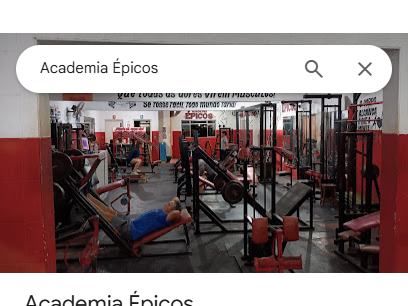 Academia Épicos
Que todas as dores virem músculos!
Se fosse fácil, todo mundo faria!
ÉPICOS
Academia Épicos